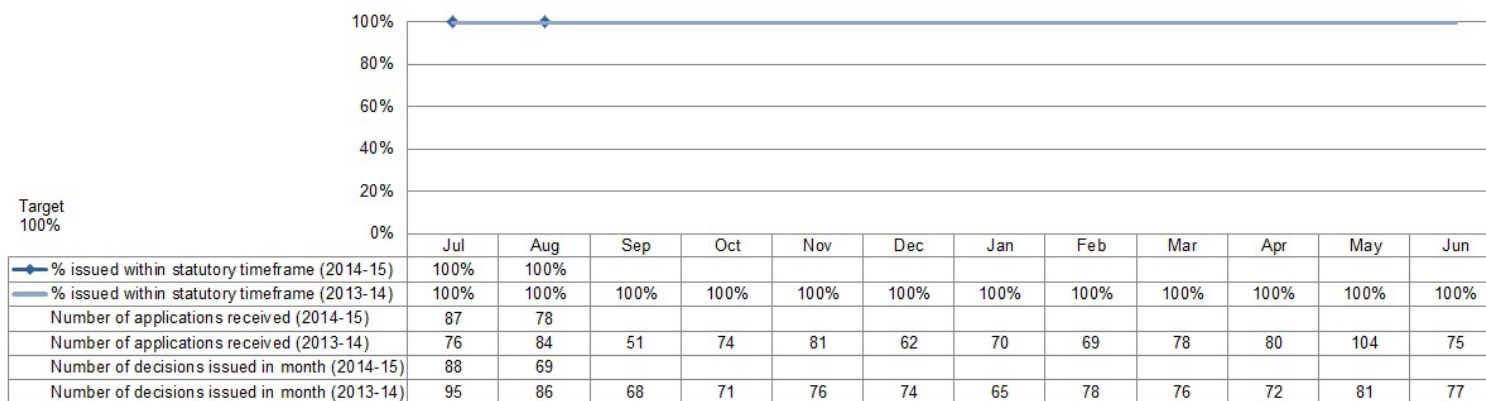 100%
80%
60%
40%
20%
0%
Target
100%
Jul Aug Sep Oct Nov Dec Jan Feb Mar Apr May Jun
% issued within statutory timeframe (2014-15) 100% 100%
% issued within statutory timeframe (2013-14) 100% 100% 100% 100% 100% 100% 100% 100% 100% 100% 100% 100%
Number of applications received (2014-15) 87 78
Number of applications received (2013-14) 76 84 51 74 81 62 70 69 78 80 104 75
Number of decisions issued in month (2014-15) 88 69
Number of decisions issued in month (2013-14) 95 86 68 71 76 74 65 78 76 72 81 77